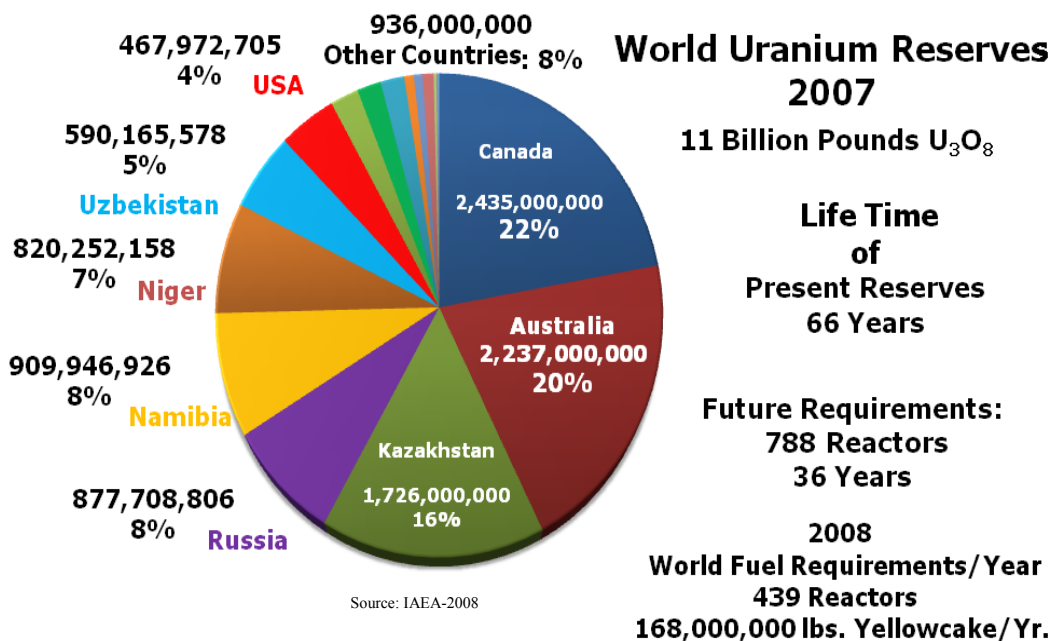 936,000,000
Other Countries: 8%
467,972,705
4%
USA
590,165,578
5%
Uzbekistan
820,252,158
7%
Niger
909,946,926
8%
Namibia
877,708,806
8%
Russia
Canada
2,435,000,000
22%
Australia
2,237,000,000
20%
Kazakhstan
1,726,000,000
16%
Source: IAEA-2008
World Uranium Reserves
2007
11 Billion Pounds U₃O₈
Life Time
of
Present Reserves
66 Years
Future Requirements:
788 Reactors
36 Years
2008
World Fuel Requirements/Year
439 Reactors
168,000,000 lbs. Yellowcake/Yr.